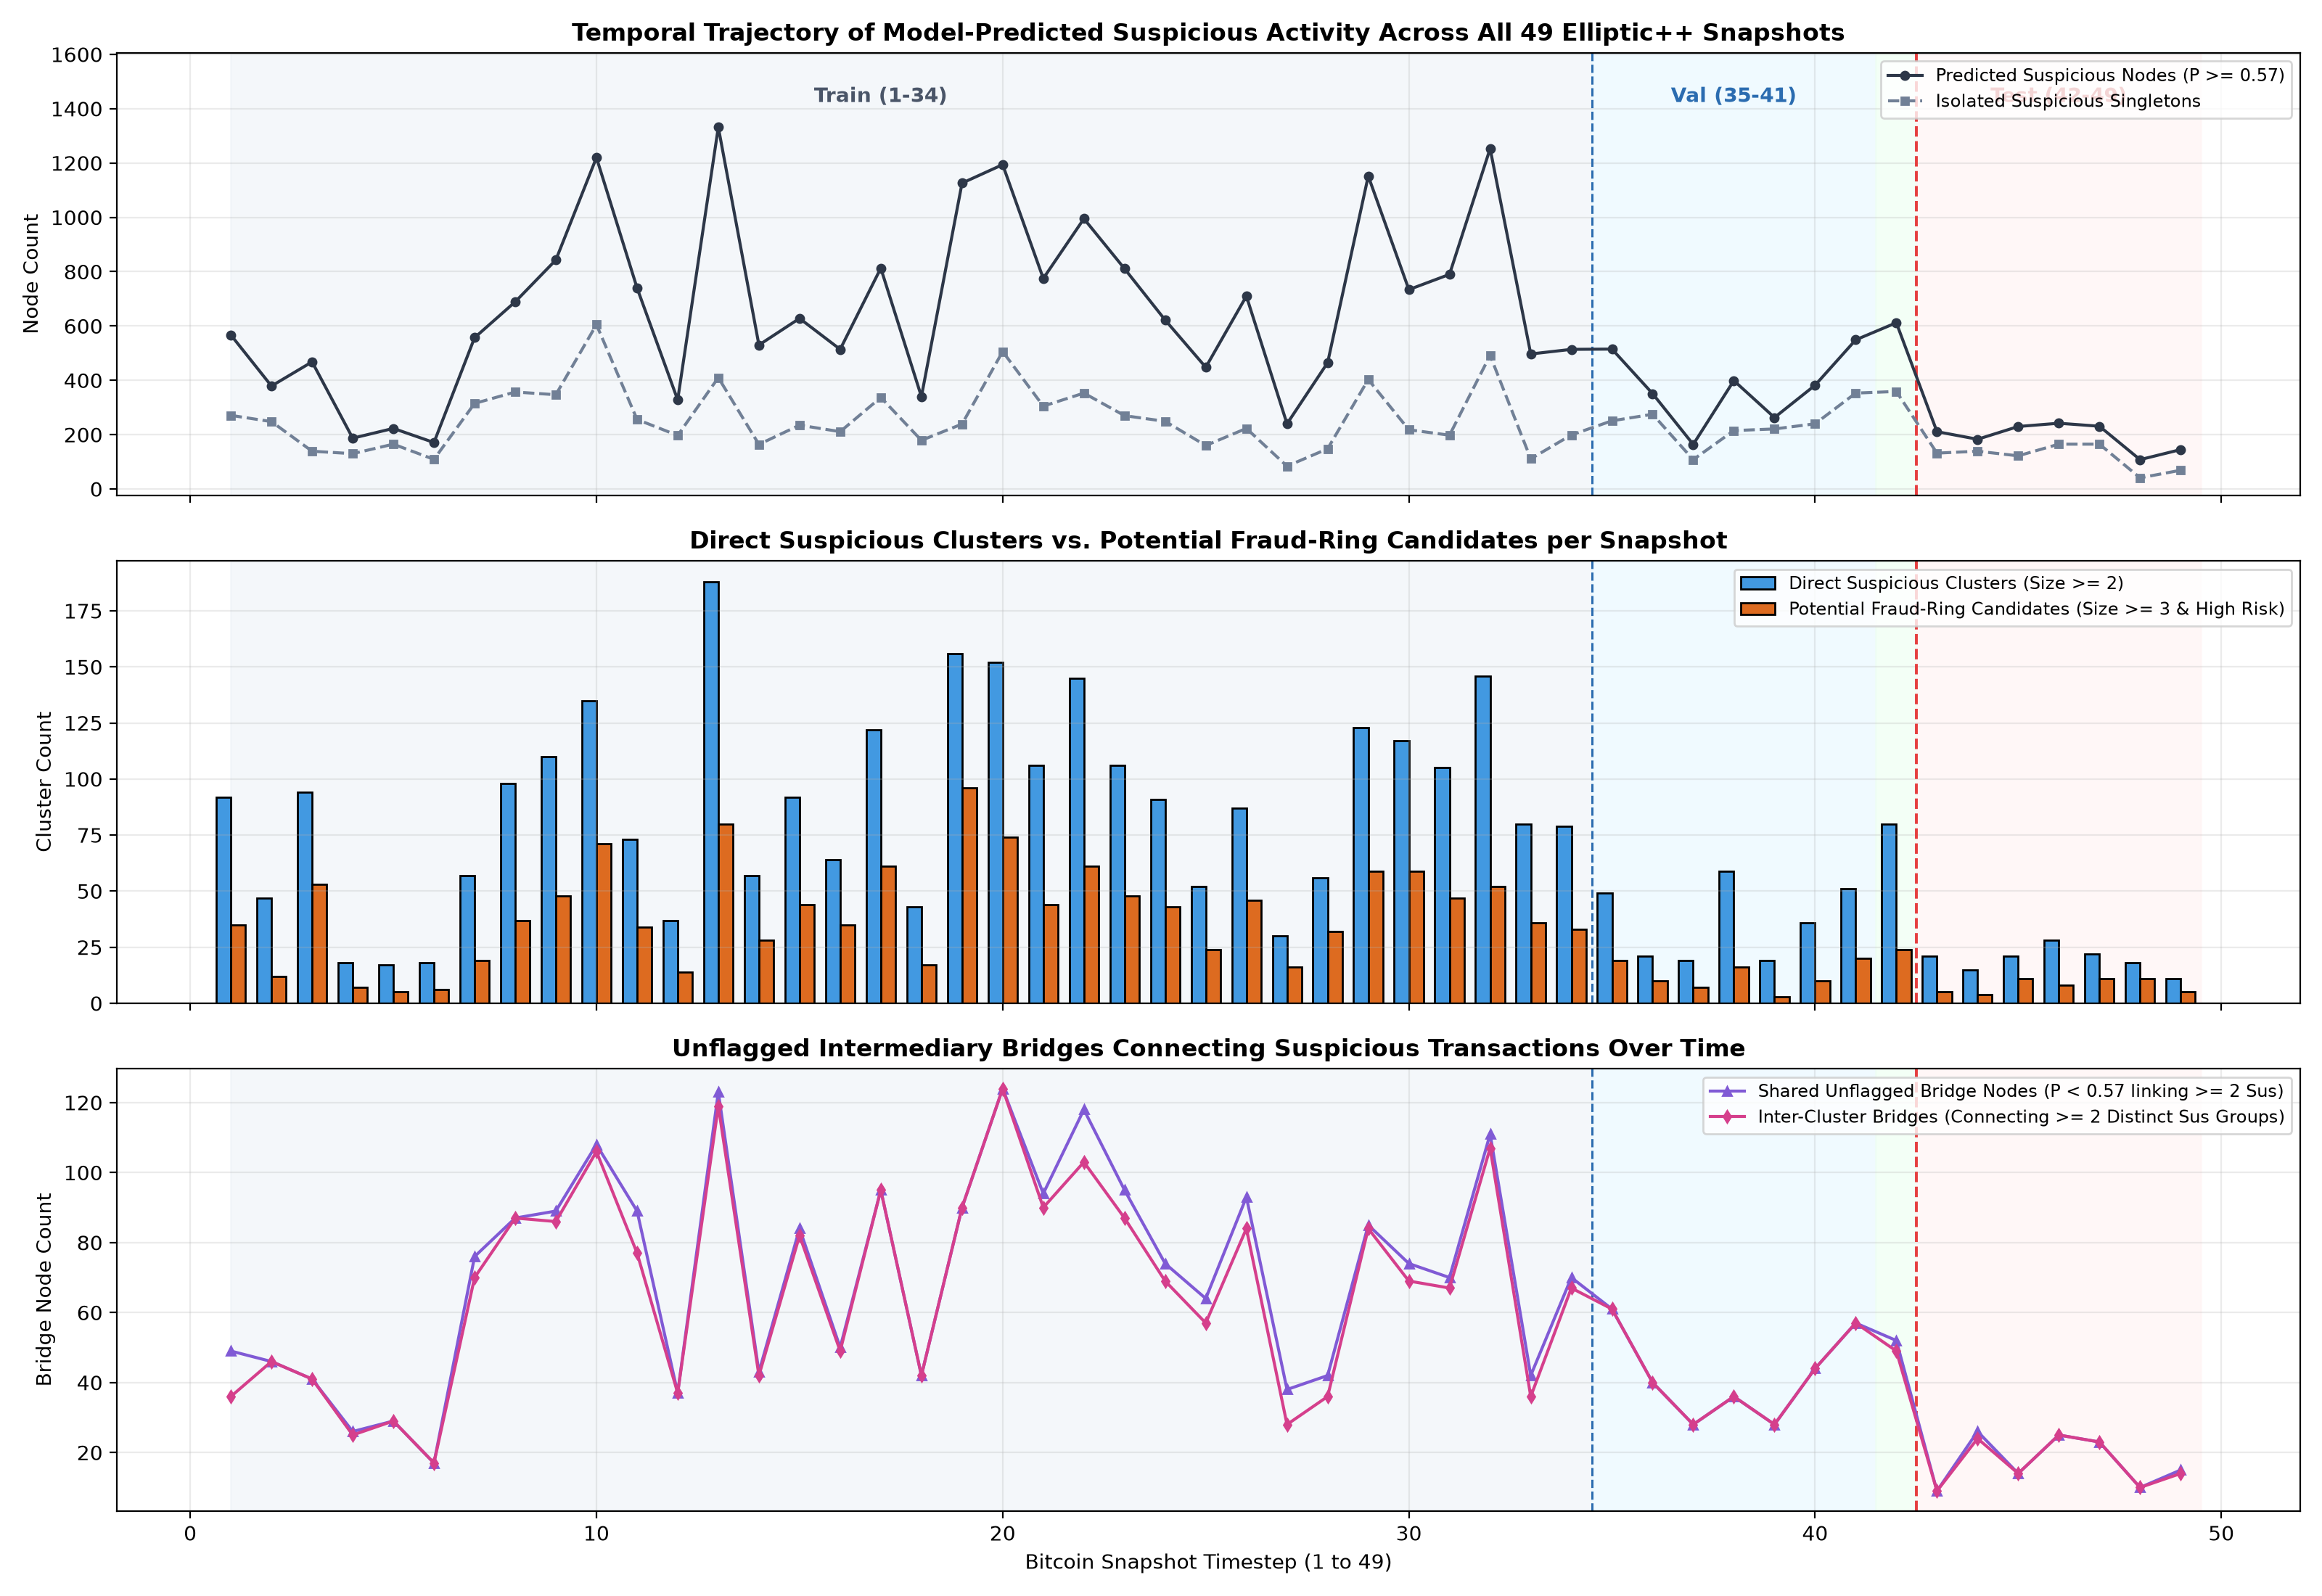 Temporal Trajectory of Model-Predicted Suspicious Activity Across All 49 Elliptic++ Snapshots
1600
1400
1200
1000
800
600
400
200
0
Node Count
Train (1-34)
Val (35-41)
Test (42-49)
Predicted Suspicious Nodes (P >= 0.57)
Isolated Suspicious Singletons
Direct Suspicious Clusters vs. Potential Fraud-Ring Candidates per Snapshot
175
150
125
100
75
50
25
0
Cluster Count
Direct Suspicious Clusters (Size >= 2)
Potential Fraud-Ring Candidates (Size >= 3 & High Risk)
Unflagged Intermediary Bridges Connecting Suspicious Transactions Over Time
120
100
80
60
40
20
Bridge Node Count
Shared Unflagged Bridge Nodes (P < 0.57 linking >= 2 Sus)
Inter-Cluster Bridges (Connecting >= 2 Distinct Sus Groups)
0 10 20 30 40 50
Bitcoin Snapshot Timestep (1 to 49)